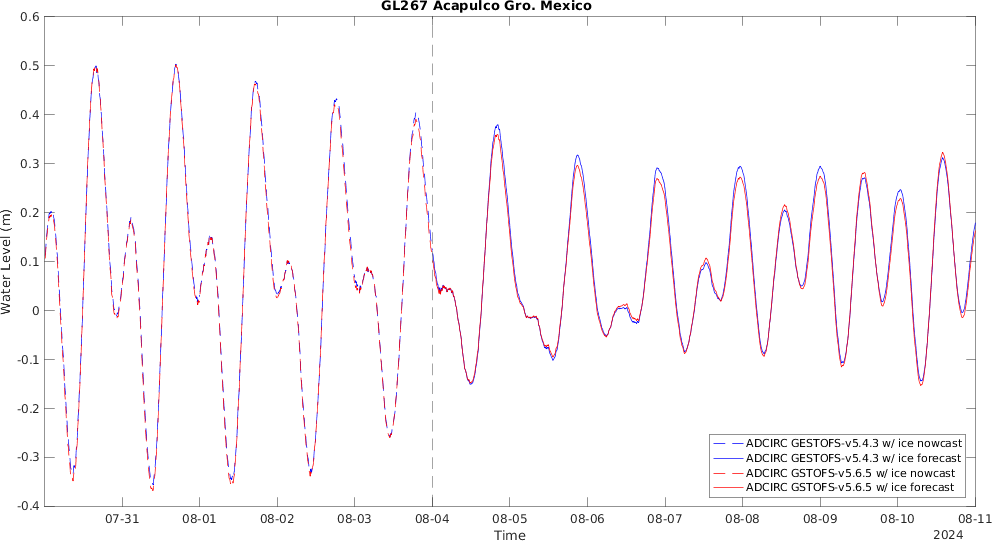 GL267 Acapulco Gro. Mexico
0.6
0.5
0.4
0.3
0.2
0.1
0
-0.1
-0.2
-0.3
-0.4
Water Level (m)
ADCIRC GESTOFS-v5.4.3 w/ ice nowcast
ADCIRC GESTOFS-v5.4.3 w/ ice forecast
ADCIRC GSTOFS-v5.6.5 w/ ice nowcast
ADCIRC GSTOFS-v5.6.5 w/ ice forecast
07-31 08-01 08-02 08-03 08-04 08-05 08-06 08-07 08-08 08-09 08-10 08-11
Time 2024